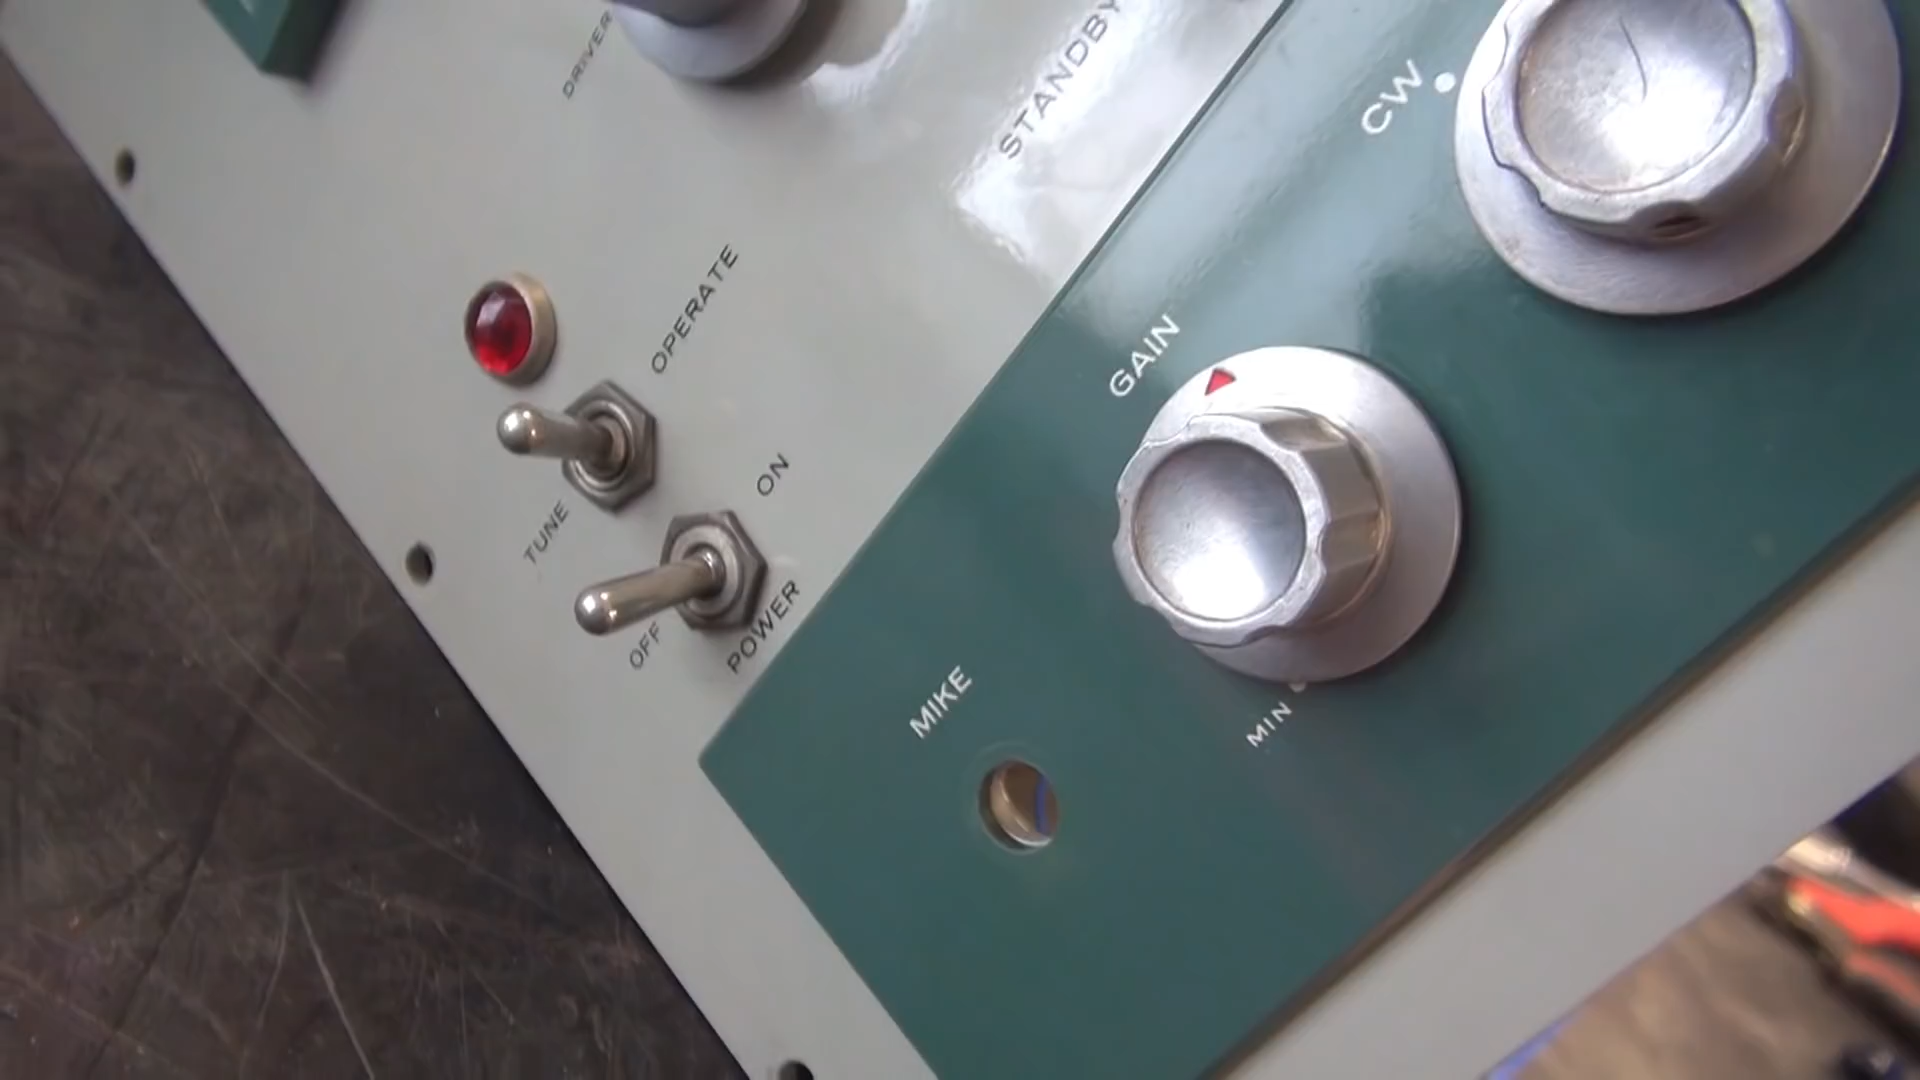 DRIVER
STANDBY
CW
OPERATE
GAIN
TUNE
ON
OFF
POWER
MIKE
MIN